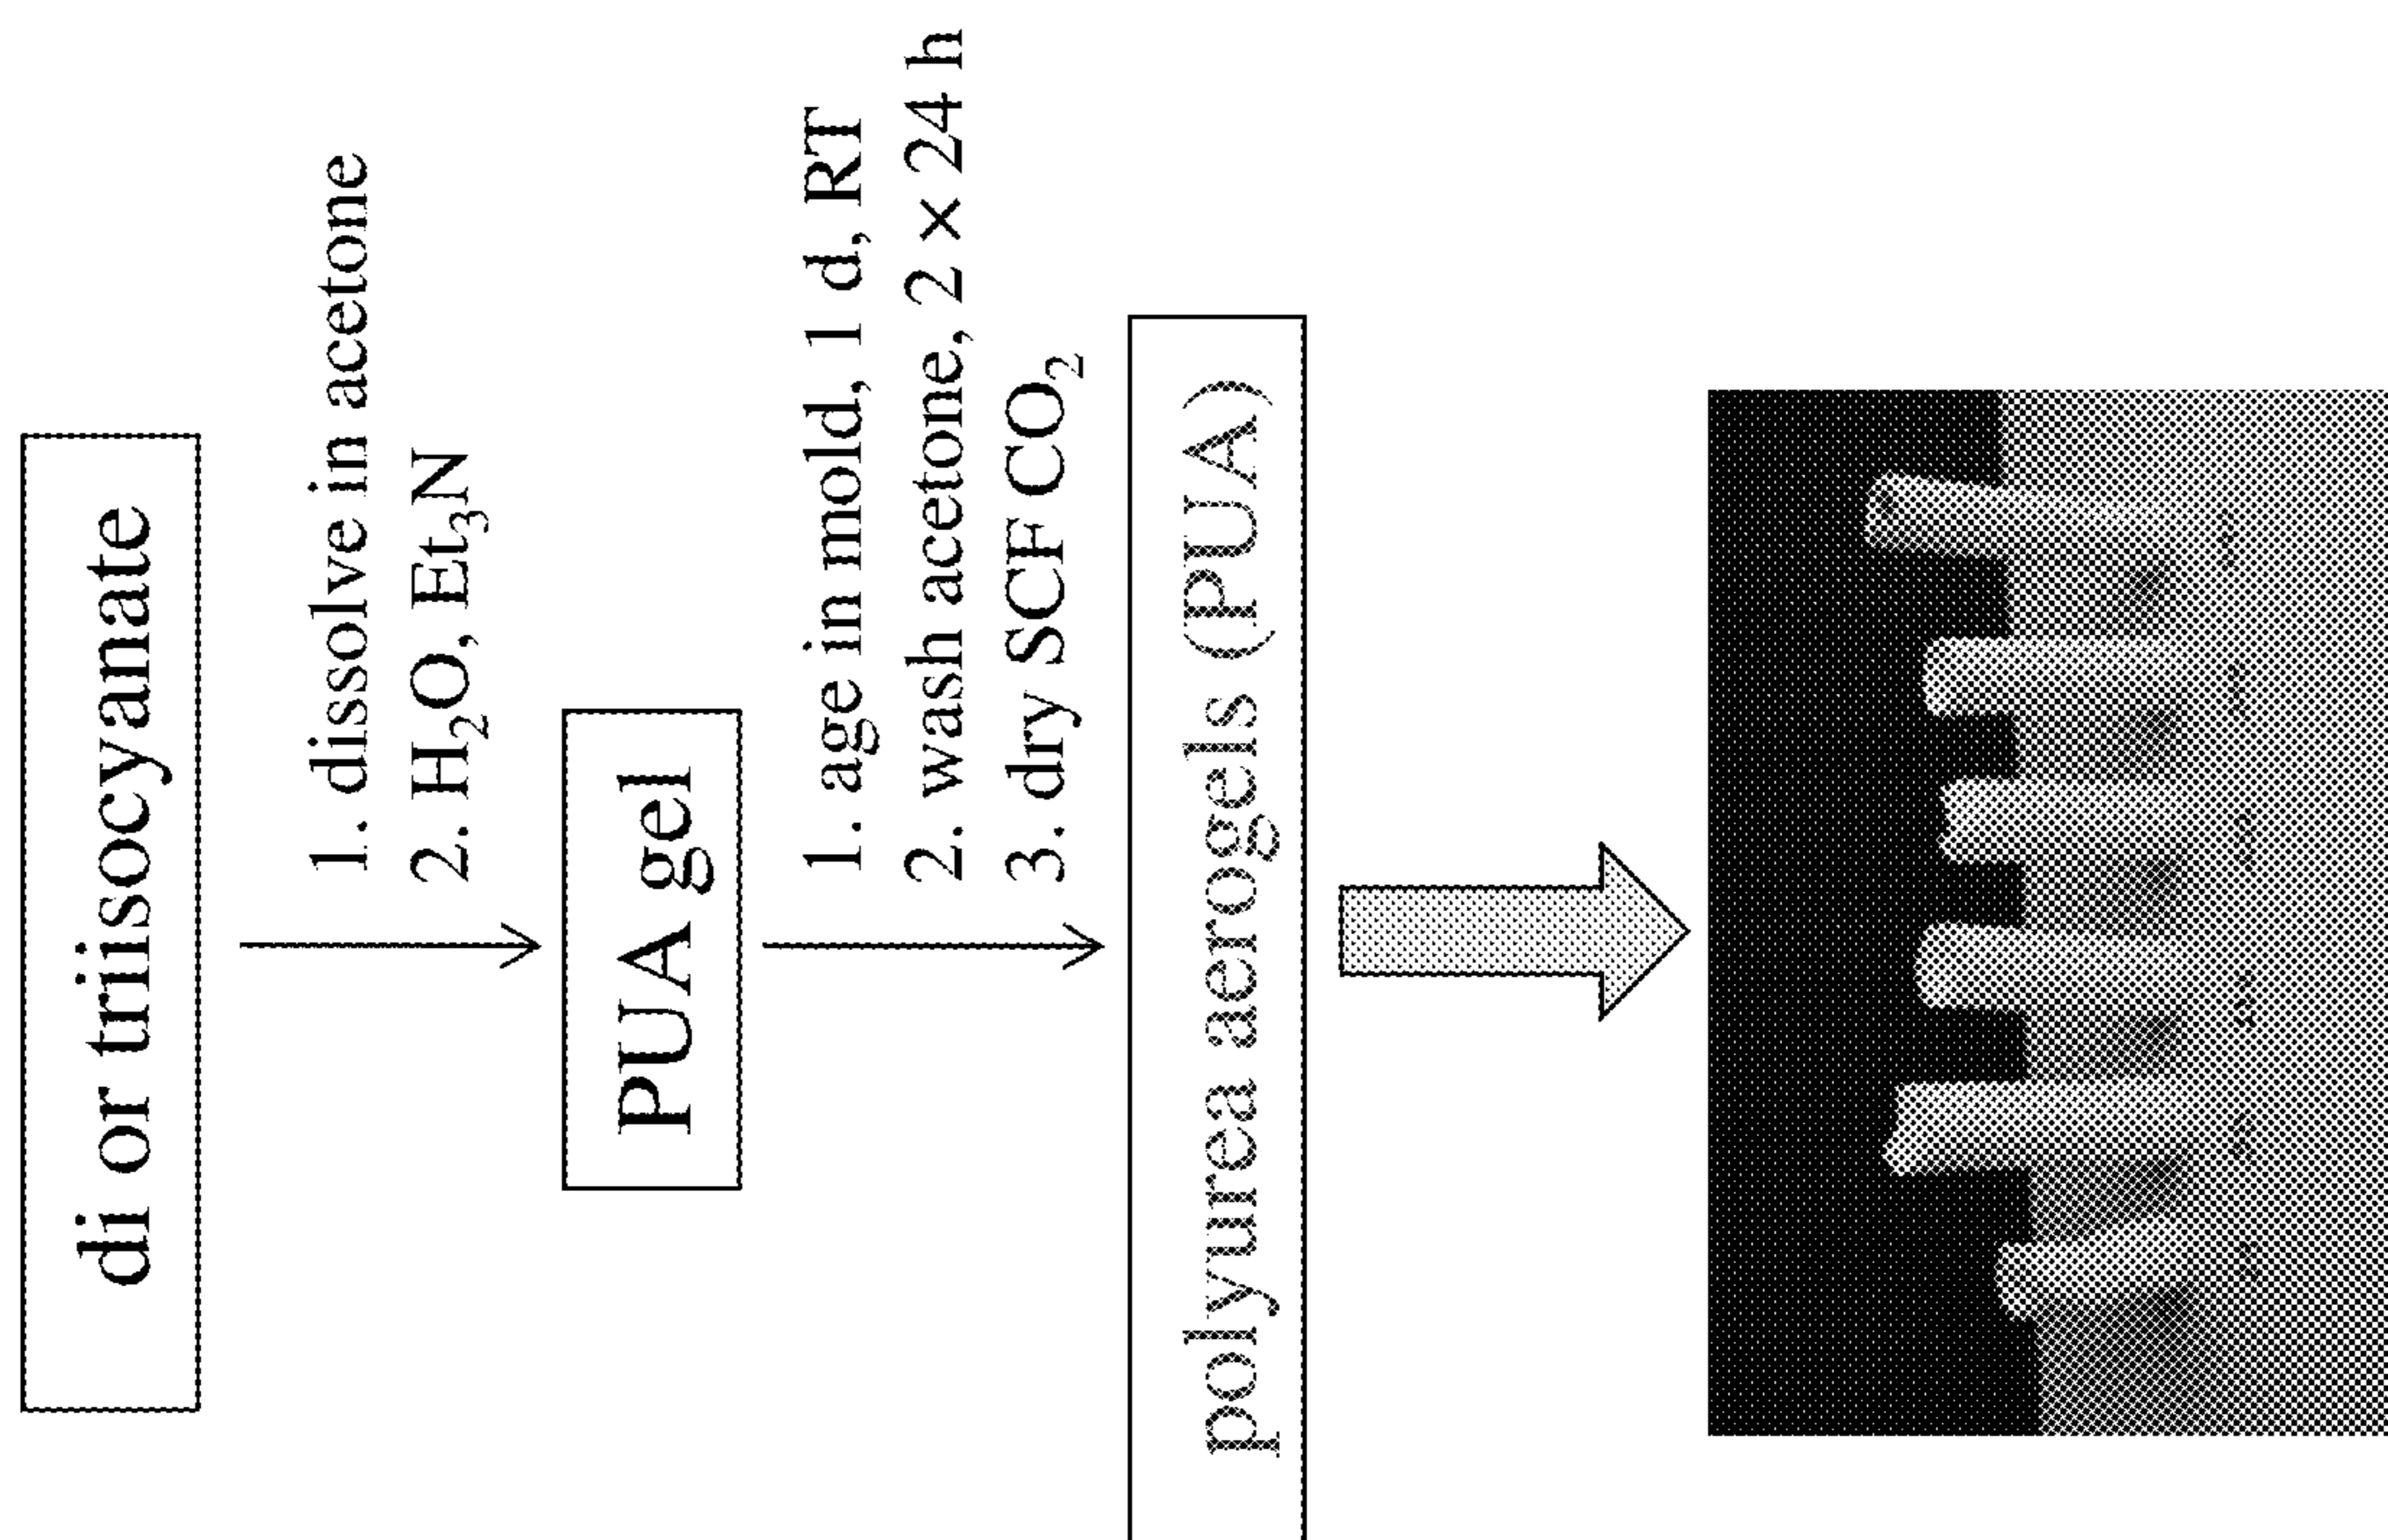 di or triisocyanate
1. dissolve in acetone
2. H₂O, Et₃N
PUA gel
1. age in mold, 1 d, RT
2. wash acetone, 2 × 24 h
3. dry SCF CO₂
polyurea aerogels (PUA)